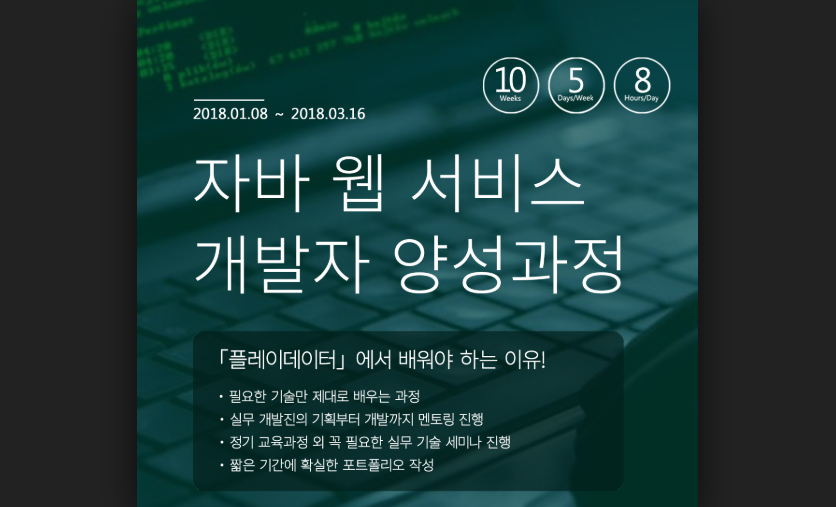 10
Weeks
5
Days/Week
8
Hours/Day
2018.01.08 ~ 2018.03.16
자바 웹 서비스
개발자 양성과정
「플레이데이터」에서 배워야 하는 이유!
• 필요한 기술만 제대로 배우는 과정
• 실무 개발진의 기획부터 개발까지 멘토링 진행
• 정기 교육과정 외 꼭 필요한 실무 기술 세미나 진행
• 짧은 기간에 확실한 포트폴리오 작성